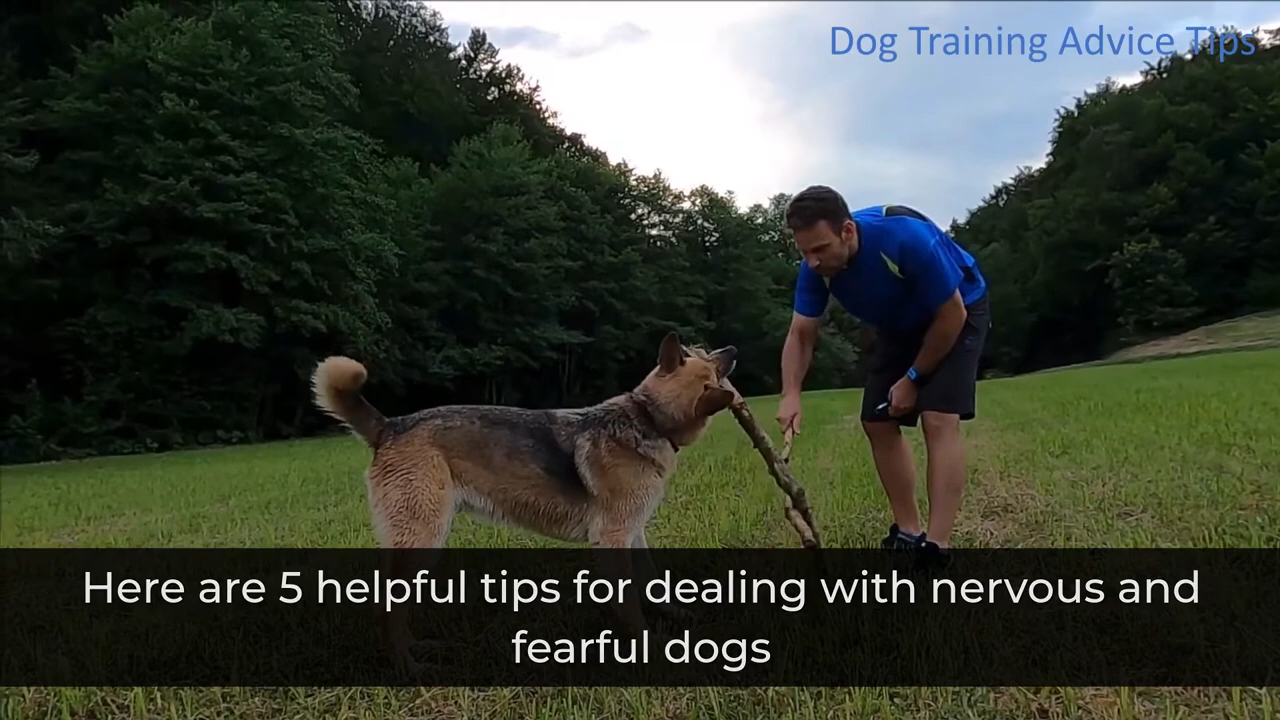 Dog Training Advice Tips
Here are 5 helpful tips for dealing with nervous and
fearful dogs